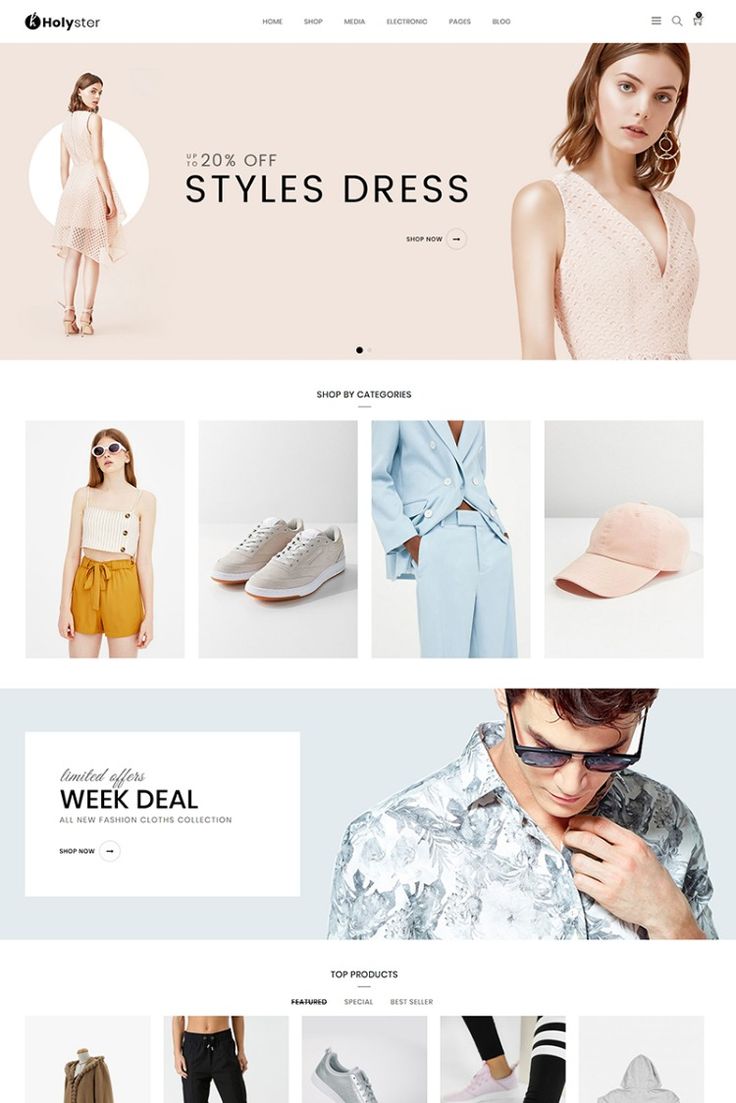 Holyster
HOME SHOP MEDIA ELECTRONIC PAGES BLOG
0
UP TO 20% OFF
STYLES DRESS
SHOP NOW
SHOP BY CATEGORIES
limited offers
WEEK DEAL
ALL NEW FASHION CLOTHS COLLECTION
SHOP NOW
TOP PRODUCTS
FEATURED SPECIAL BEST SELLER